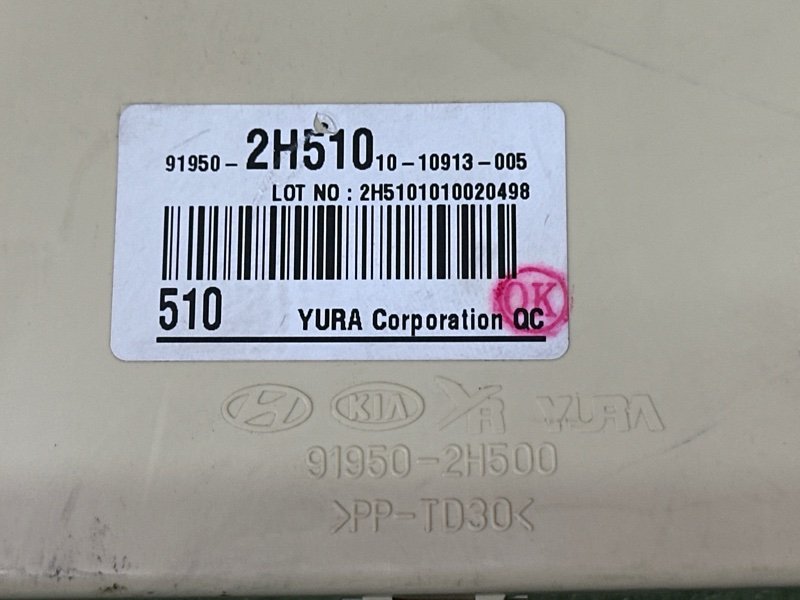 91950- 2H510 10-10913-005
LOT NO : 2H5101010020498
510 YURA Corporation QC
OK
KIA YR YURA
91950-2H500
>PP-TD30<